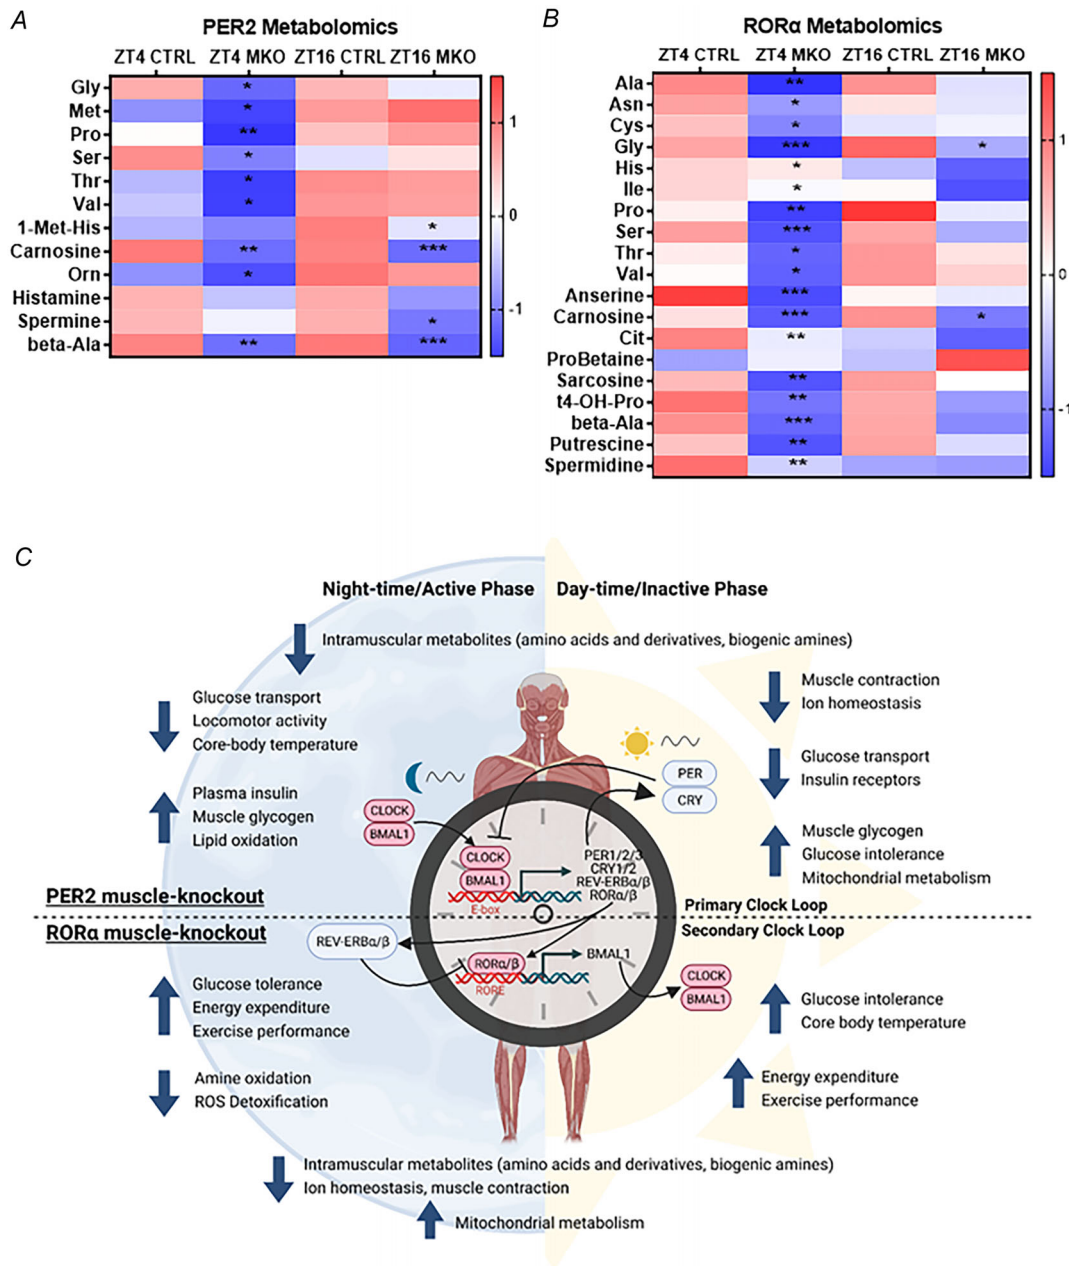 A
PER2 Metabolomics
ZT4 CTRL ZT4 MKO ZT16 CTRL ZT16 MKO
Gly *
Met *
Pro **
Ser *
Thr *
Val *
1-Met-His *
Carnosine ** ***
Orn *
Histamine
Spermine *
beta-Ala ** ***
1
0
-1
B
RORα Metabolomics
ZT4 CTRL ZT4 MKO ZT16 CTRL ZT16 MKO
Ala **
Asn *
Cys *
Gly *** *
His *
Ile *
Pro **
Ser ***
Thr *
Val *
Anserine ***
Carnosine *** *
Cit **
ProBetaine
Sarcosine **
t4-OH-Pro **
beta-Ala ***
Putrescine **
Spermidine **
1
0
-1
C
Night-time/Active Phase Day-time/Inactive Phase
Intramuscular metabolites (amino acids and derivatives, biogenic amines)
Glucose transport
Locomotor activity
Core-body temperature
Plasma insulin
Muscle glycogen
Lipid oxidation
PER2 muscle-knockout
Muscle contraction
Ion homeostasis
Glucose transport
Insulin receptors
Muscle glycogen
Glucose intolerance
Mitochondrial metabolism
Primary Clock Loop
PER
CRY
CLOCK
BMAL1
CLOCK
BMAL1
E-box
PER1/2/3
CRY1/2
REV-ERBα/β
RORα/β
RORα muscle-knockout
Secondary Clock Loop
REV-ERBα/β
RORα/β
RORE
BMAL1
CLOCK
BMAL1
Glucose tolerance
Energy expenditure
Exercise performance
Amine oxidation
ROS Detoxification
Glucose intolerance
Core body temperature
Energy expenditure
Exercise performance
Intramuscular metabolites (amino acids and derivatives, biogenic amines)
Ion homeostasis, muscle contraction
Mitochondrial metabolism